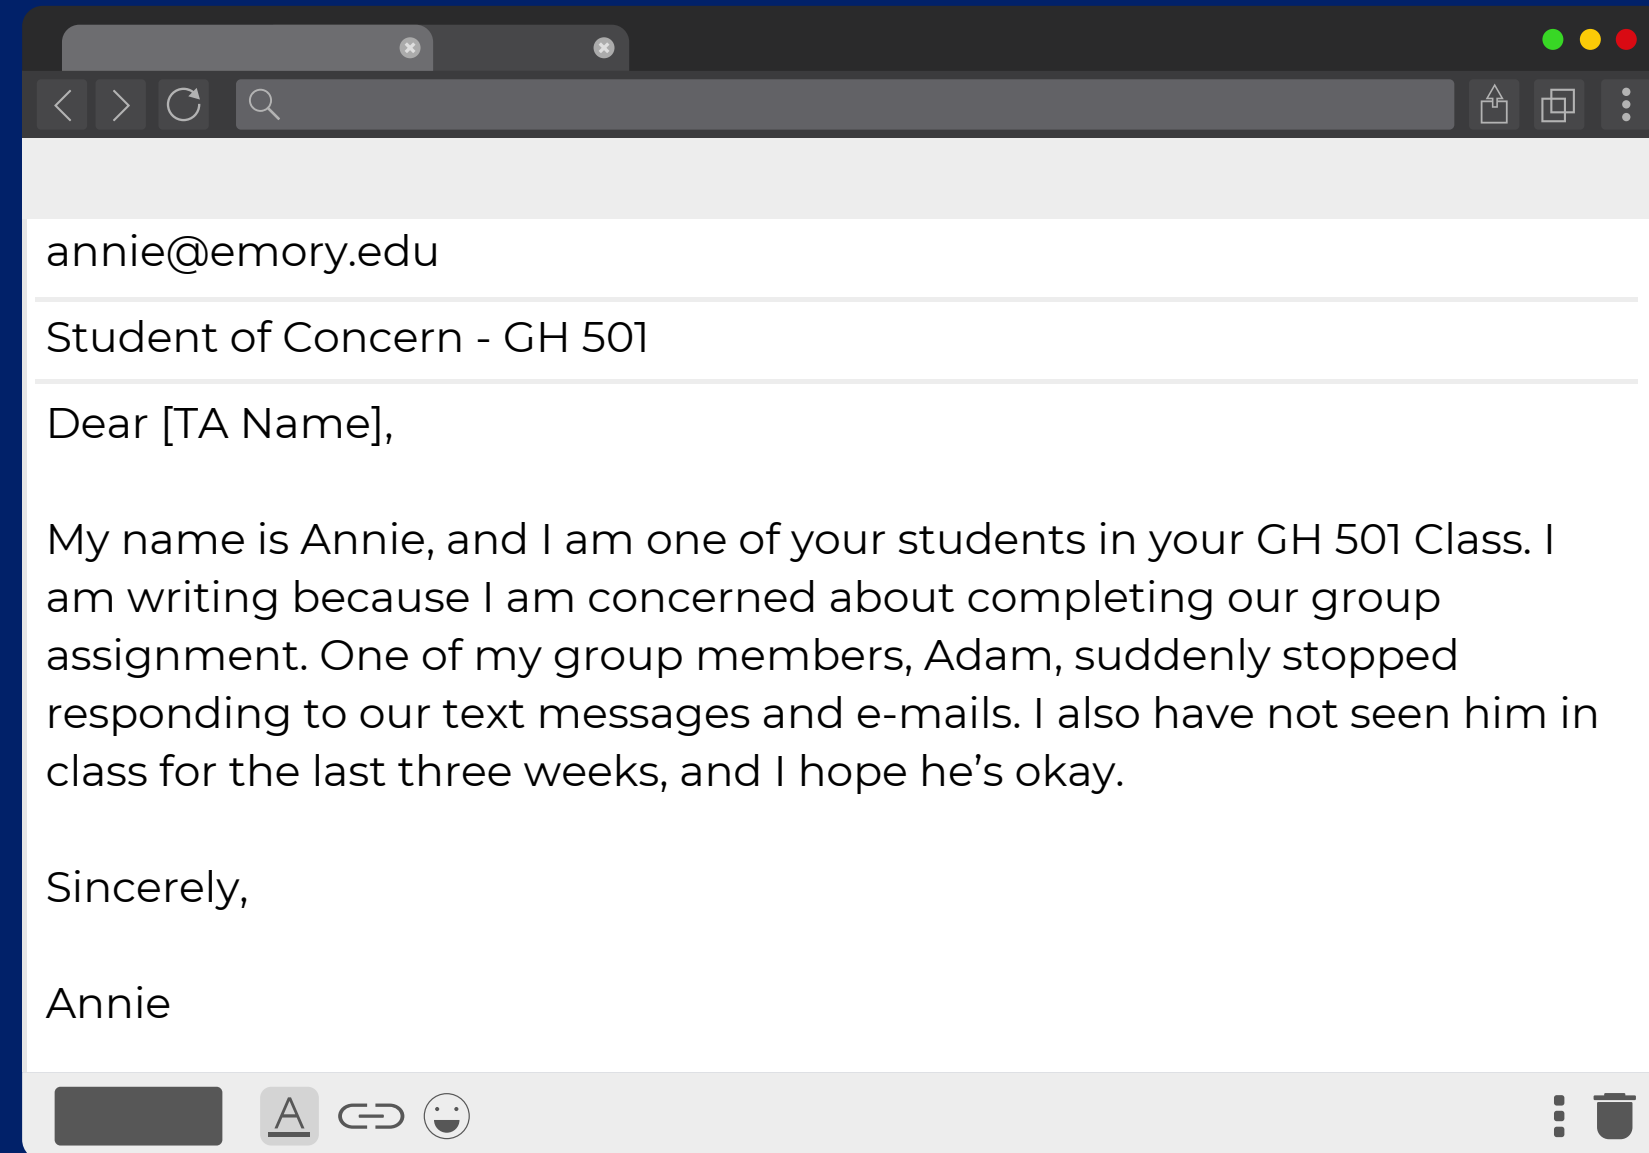 annie@emory.edu
Student of Concern - GH 501
Dear [TA Name],
My name is Annie, and I am one of your students in your GH 501 Class. I
am writing because I am concerned about completing our group
assignment. One of my group members, Adam, suddenly stopped
responding to our text messages and e-mails. I also have not seen him in
class for the last three weeks, and I hope he’s okay.
Sincerely,
Annie
A